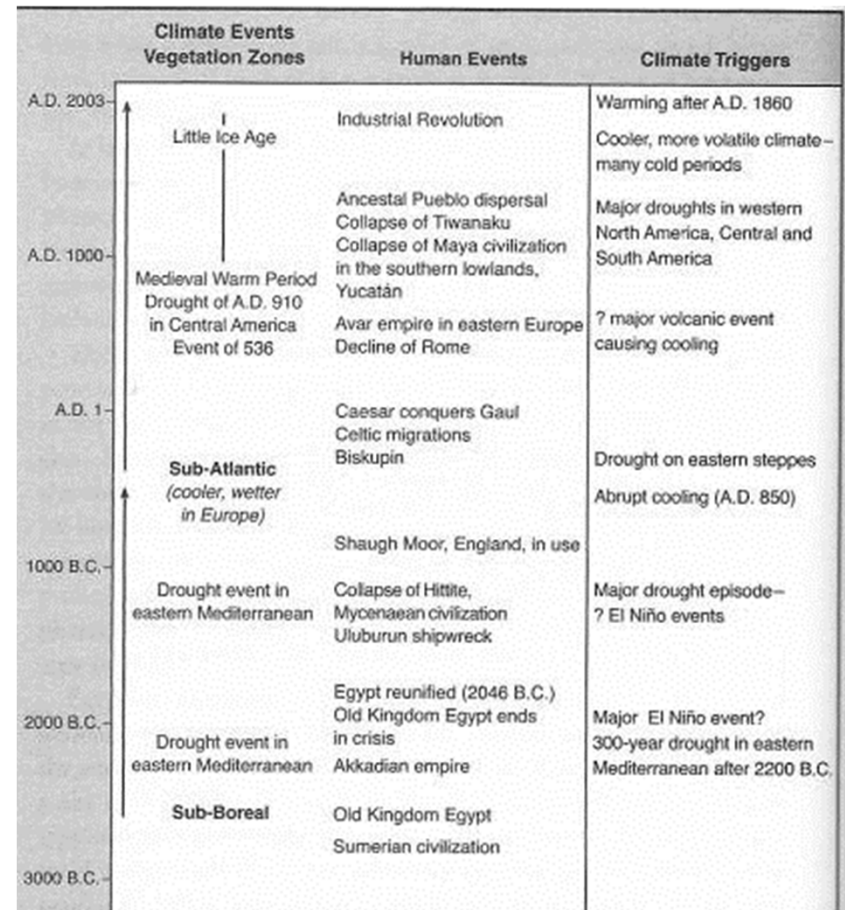 Climate Events
Vegetation Zones
Human Events
Climate Triggers
A.D. 2003
Little Ice Age
Industrial Revolution
Warming after A.D. 1860
Cooler, more volatile climate–
many cold periods
Ancestal Pueblo dispersal
Collapse of Tiwanaku
Collapse of Maya civilization
in the southern lowlands,
Yucatán
Major droughts in western
North America, Central and
South America
A.D. 1000
Medieval Warm Period
Drought of A.D. 910
in Central America
Event of 536
Avar empire in eastern Europe
Decline of Rome
? major volcanic event
causing cooling
A.D. 1
Caesar conquers Gaul
Celtic migrations
Biskupin
Sub-Atlantic
(cooler, wetter
in Europe)
Drought on eastern steppes
Abrupt cooling (A.D. 850)
Shaugh Moor, England, in use
1000 B.C.
Drought event in
eastern Mediterranean
Collapse of Hittite,
Mycenaean civilization
Uluburun shipwreck
Major drought episode–
? El Niño events
Egypt reunified (2046 B.C.)
Old Kingdom Egypt ends
in crisis
Akkadian empire
2000 B.C.
Drought event in
eastern Mediterranean
Major El Niño event?
300-year drought in eastern
Mediterranean after 2200 B.C.
Sub-Boreal
Old Kingdom Egypt
Sumerian civilization
3000 B.C.